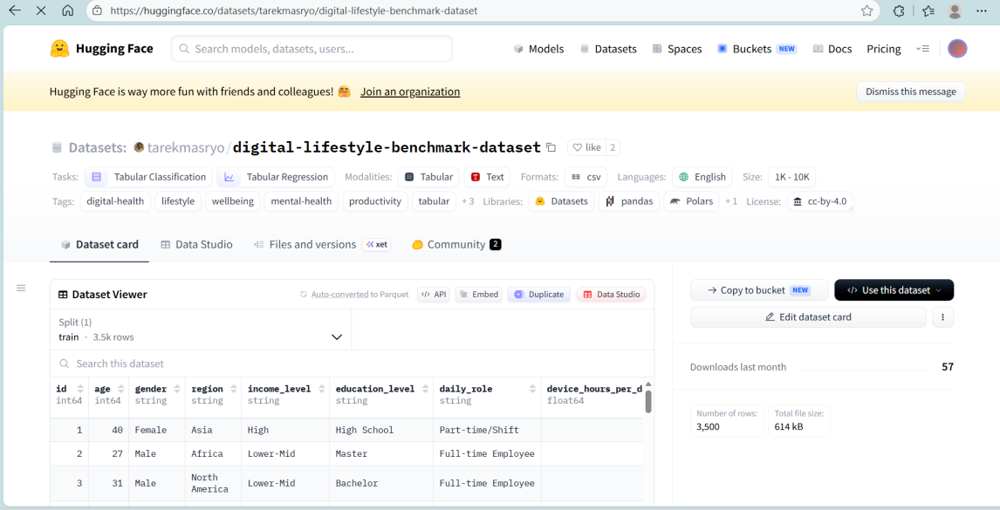 https://huggingface.co/datasets/tarekmasryo/digital-lifestyle-benchmark-dataset
Hugging Face
Search models, datasets, users...
Models
Datasets
Spaces
Buckets NEW
Docs
Pricing
Hugging Face is way more fun with friends and colleagues! 🤗 Join an organization
Dismiss this message
Datasets: tarekmasryo/digital-lifestyle-benchmark-dataset
like 2
Tasks: Tabular Classification Tabular Regression Modalities: Tabular Text Formats: csv Languages: English Size: 1K - 10K
Tags: digital-health lifestyle wellbeing mental-health productivity tabular + 3 Libraries: Datasets pandas Polars + 1 License: cc-by-4.0
Dataset card
Data Studio
Files and versions xet
Community 2
Dataset Viewer
Auto-converted to Parquet
API
Embed
Duplicate
Data Studio
Split (1)
train · 3.5k rows
Search this dataset
id age gender region income_level education_level daily_role device_hours_per_d
int64 int64 string string string string string float64
1 40 Female Asia High High School Part-time/Shift
2 27 Male Africa Lower-Mid Master Full-time Employee
3 31 Male North America Lower-Mid Bachelor Full-time Employee
Copy to bucket NEW
Use this dataset
Edit dataset card
Downloads last month 57
Number of rows: Total file size:
3,500 614 kB